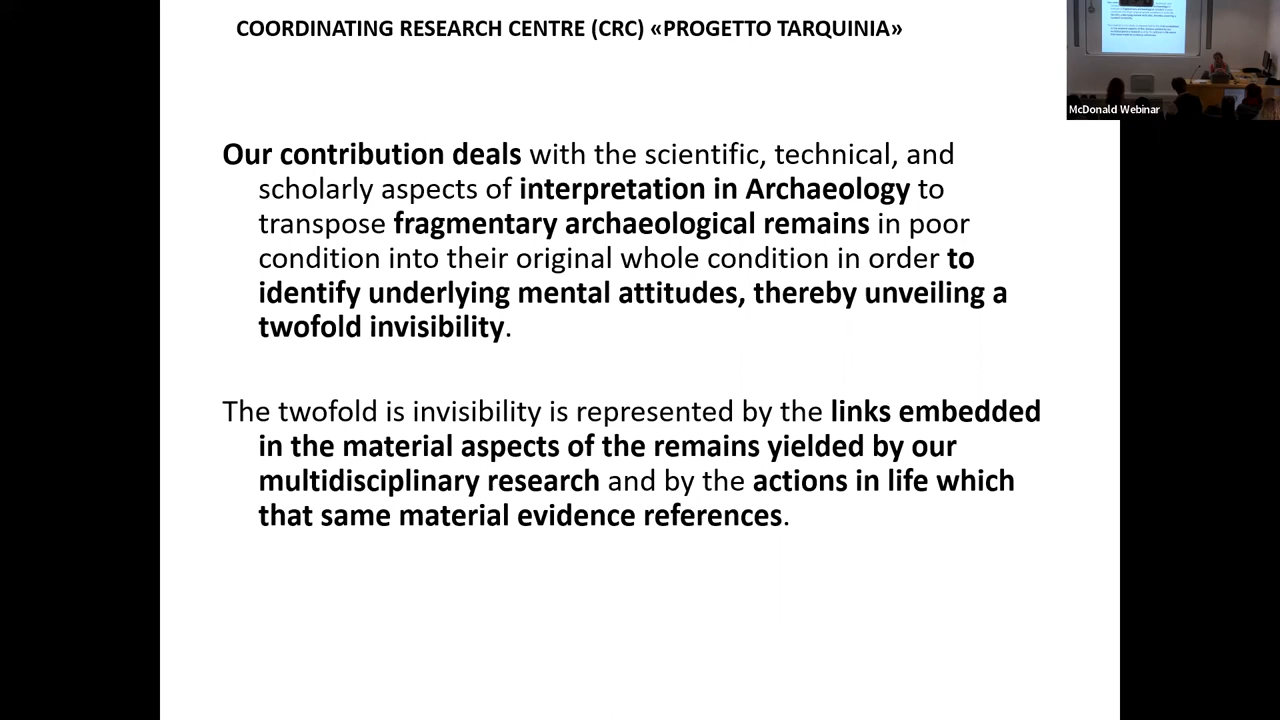 COORDINATING RESEARCH CENTRE (CRC) «PROGETTO TARQUINIA»
McDonald Webinar
Our contribution deals with the scientific, technical, and
scholarly aspects of interpretation in Archaeology to
transpose fragmentary archaeological remains in poor
condition into their original whole condition in order to
identify underlying mental attitudes, thereby unveiling a
twofold invisibility.
The twofold is invisibility is represented by the links embedded
in the material aspects of the remains yielded by our
multidisciplinary research and by the actions in life which
that same material evidence references.